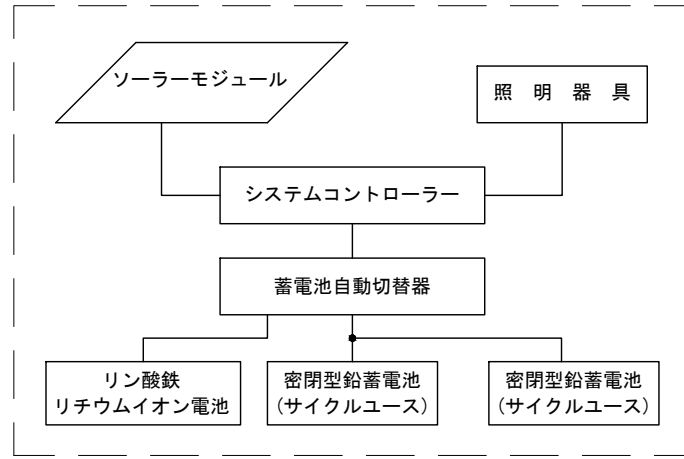 ソーラーモジュール
照　明　器　具
システムコントローラー
蓄電池自動切替器
リン酸鉄
リチウムイオン電池
密閉型鉛蓄電池
(サイクルユース)
密閉型鉛蓄電池
(サイクルユース)